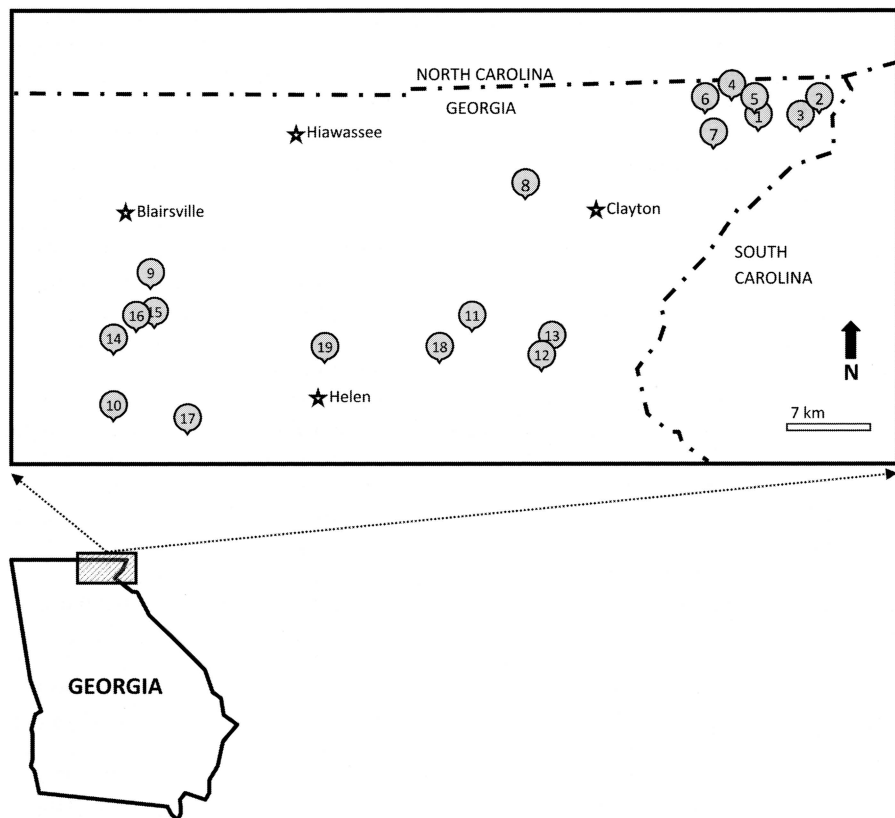 NORTH CAROLINA
GEORGIA
4
6
5
2
1
3
7
Hiawassee
8
Blairsville
Clayton
SOUTH
CAROLINA
9
16
15
11
14
19
18
13
12
N
Helen
10
17
7 km
GEORGIA